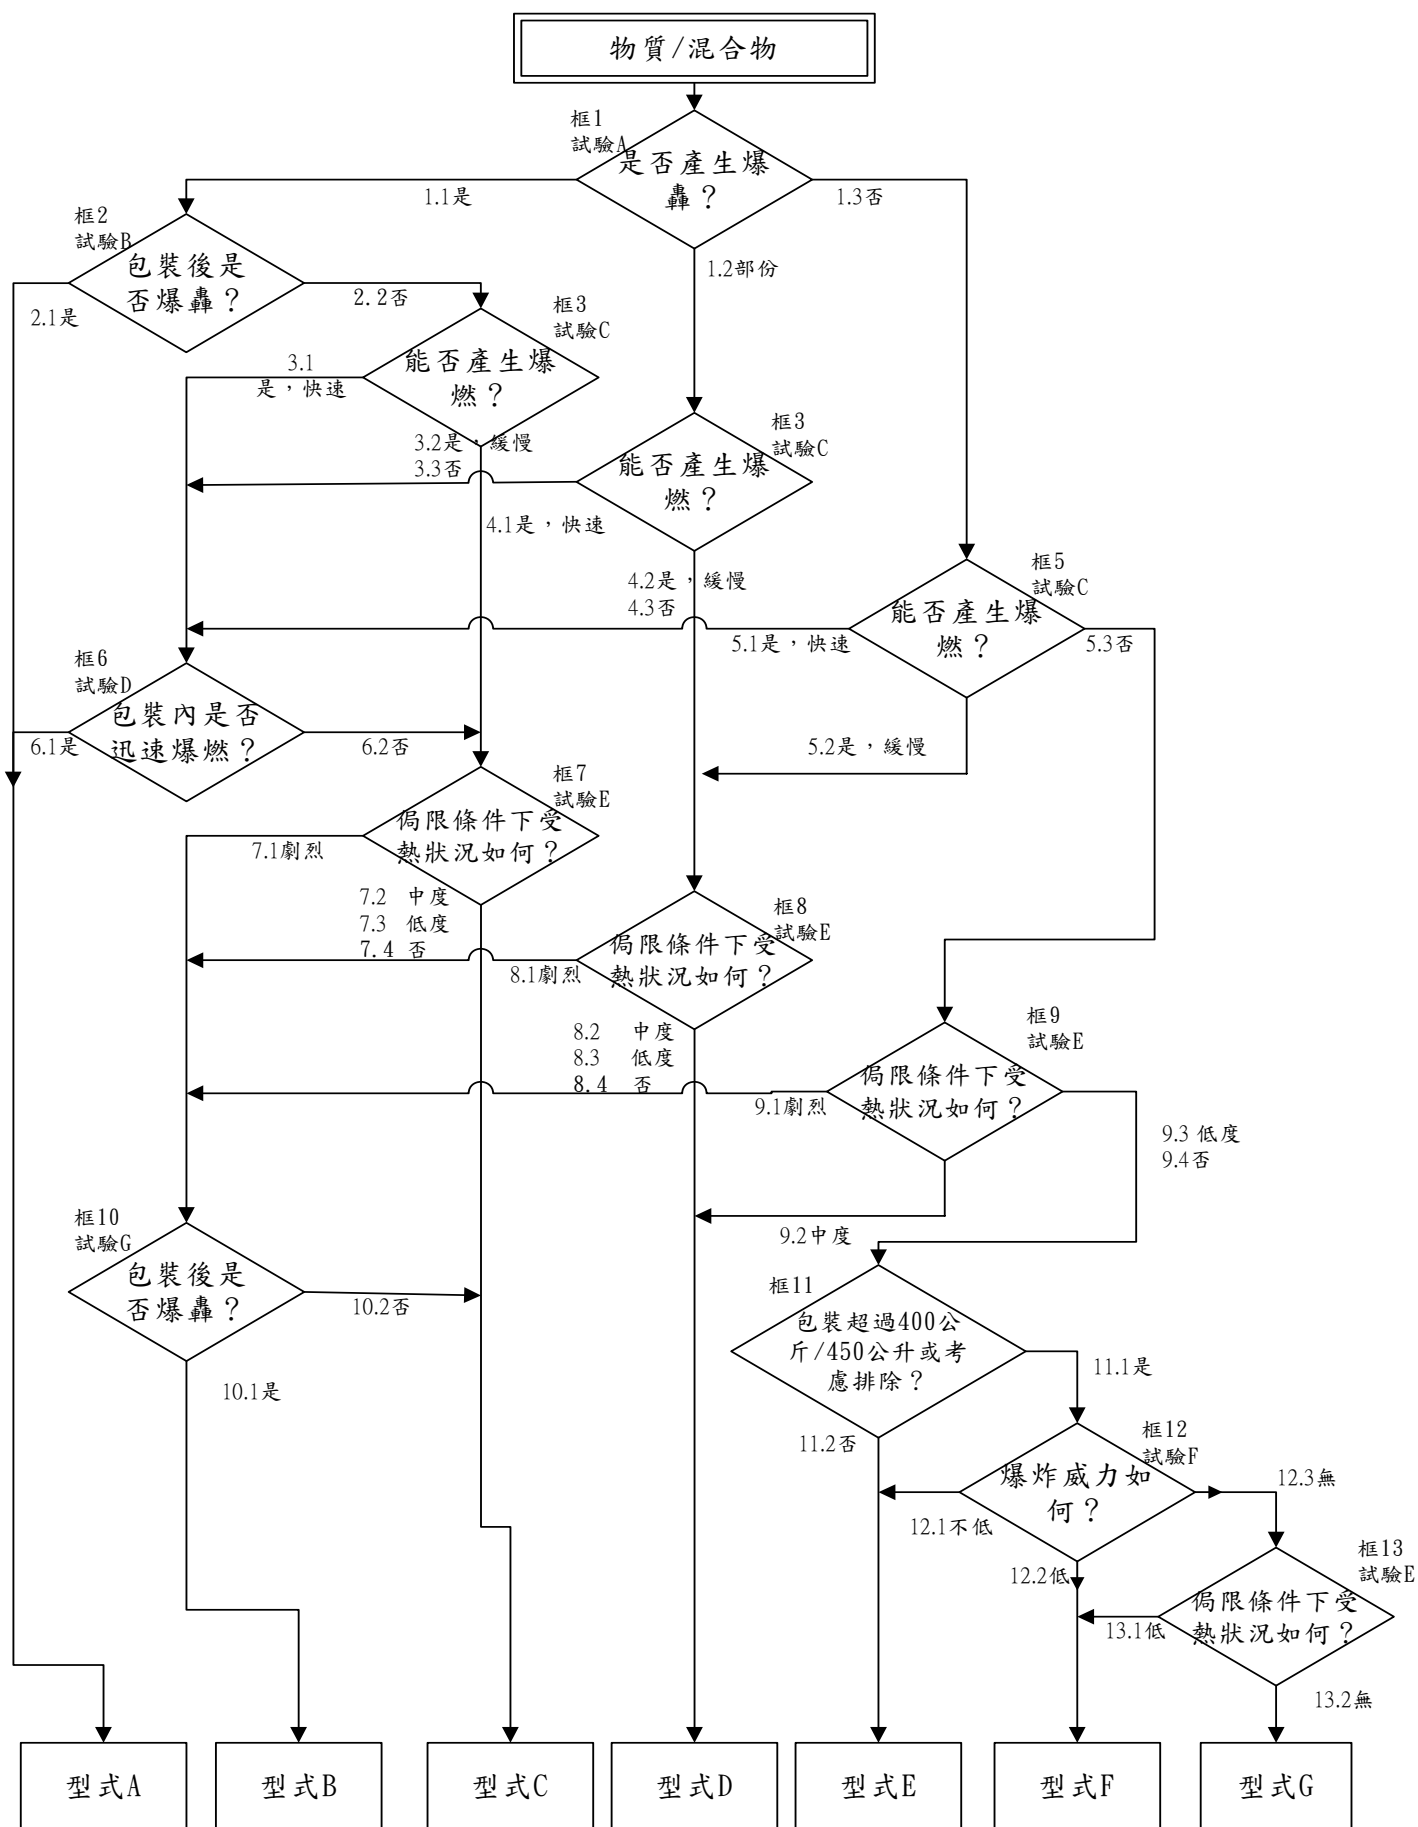 物質/混合物
框1
試驗A
是否產生爆
轟？
1.1是
1.3否
框2
試驗B
包裝後是
否爆轟？
1.2部份
2.1是
2.2否
框3
試驗C
能否產生爆
燃？
3.1
是，快速
3.2是，緩慢
3.3否
框3
試驗C
能否產生爆
燃？
4.1是，快速
4.2是，緩慢
4.3否
框5
試驗C
能否產生爆
燃？
5.1是，快速
5.3否
框6
試驗D
包裝內是否
迅速爆燃？
6.1是
6.2否
5.2是，緩慢
框7
試驗E
侷限條件下受
熱狀況如何？
7.1劇烈
7.2 中度
7.3 低度
7.4 否
框8
試驗E
侷限條件下受
熱狀況如何？
8.1劇烈
8.2 中度
8.3 低度
8.4 否
框9
試驗E
侷限條件下受
熱狀況如何？
9.1劇烈
9.3 低度
9.4否
9.2中度
框10
試驗G
包裝後是
否爆轟？
10.2否
10.1是
框11
包裝超過400公
斤/450公升或考
慮排除？
11.1是
11.2否
框12
試驗F
爆炸威力如
何？
12.3無
12.1不低
12.2低
框13
試驗E
侷限條件下受
熱狀況如何？
13.1低
13.2無
型式A
型式B
型式C
型式D
型式E
型式F
型式G